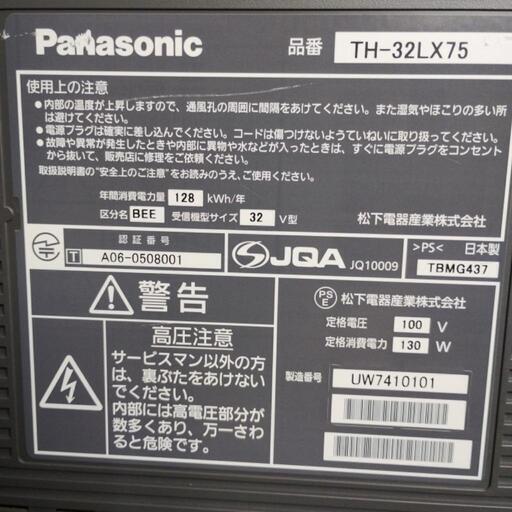 Panasonic 品番 TH-32LX75
使用上の注意
●内部の温度が上昇しますので、通風孔の周囲に間隔をあけてください。また湿気やほこりの多い所
は避けてください。
●電源プラグは確実に差し込んでください。コードは傷つけないようていねいに取り扱ってください。
●故障や異常が発生したときや内部に異物や水などが入ったときは、すぐに電源プラグをコンセント
から抜いて、販売店に修理をご依頼ください。
取扱説明書の"安全上のご注意"をお読みのうえ、ご使用ください。
年間消費電力量 128 kWh/年
区分名 BEE 受信機型サイズ 32 V型 松下電器産業株式会社
認証番号
T A06-0508001
JQA JQ10009
>PS< 日本製
TBMG437
警告
高圧注意
サービスマン以外の方
は、裏ぶたをあけない
でください。
内部には高電圧部分が
数多くあり、万一さわ
ると危険です。
PS
E 松下電器産業株式会社
定格電圧 100 V
定格消費電力 130 W
製造番号 UW7410101